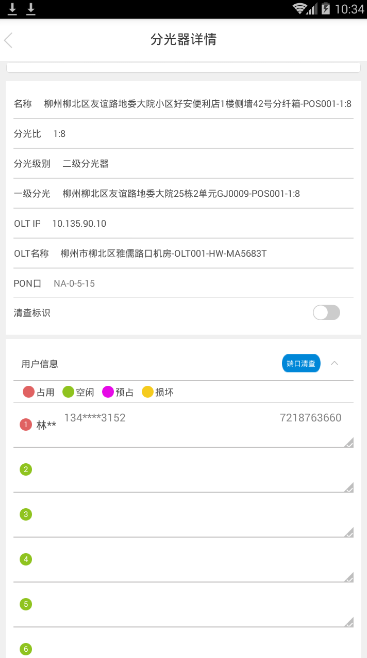 10:34
分光器详情
名称 柳州柳北区友谊路地委大院小区好安便利店1楼侧墙42号分纤箱-POS001-1:8
分光比 1:8
分光级别 二级分光器
一级分光 柳州柳北区友谊路地委大院25栋2单元GJ0009-POS001-1:8
OLT IP 10.135.90.10
OLT名称 柳州市柳北区雅儒路口机房-OLT001-HW-MA5683T
PON口 NA-0-5-15
清查标识
用户信息 端口清查
占用 空闲 预占 损坏
1 林** 134****3152 7218763660
2
3
4
5
6